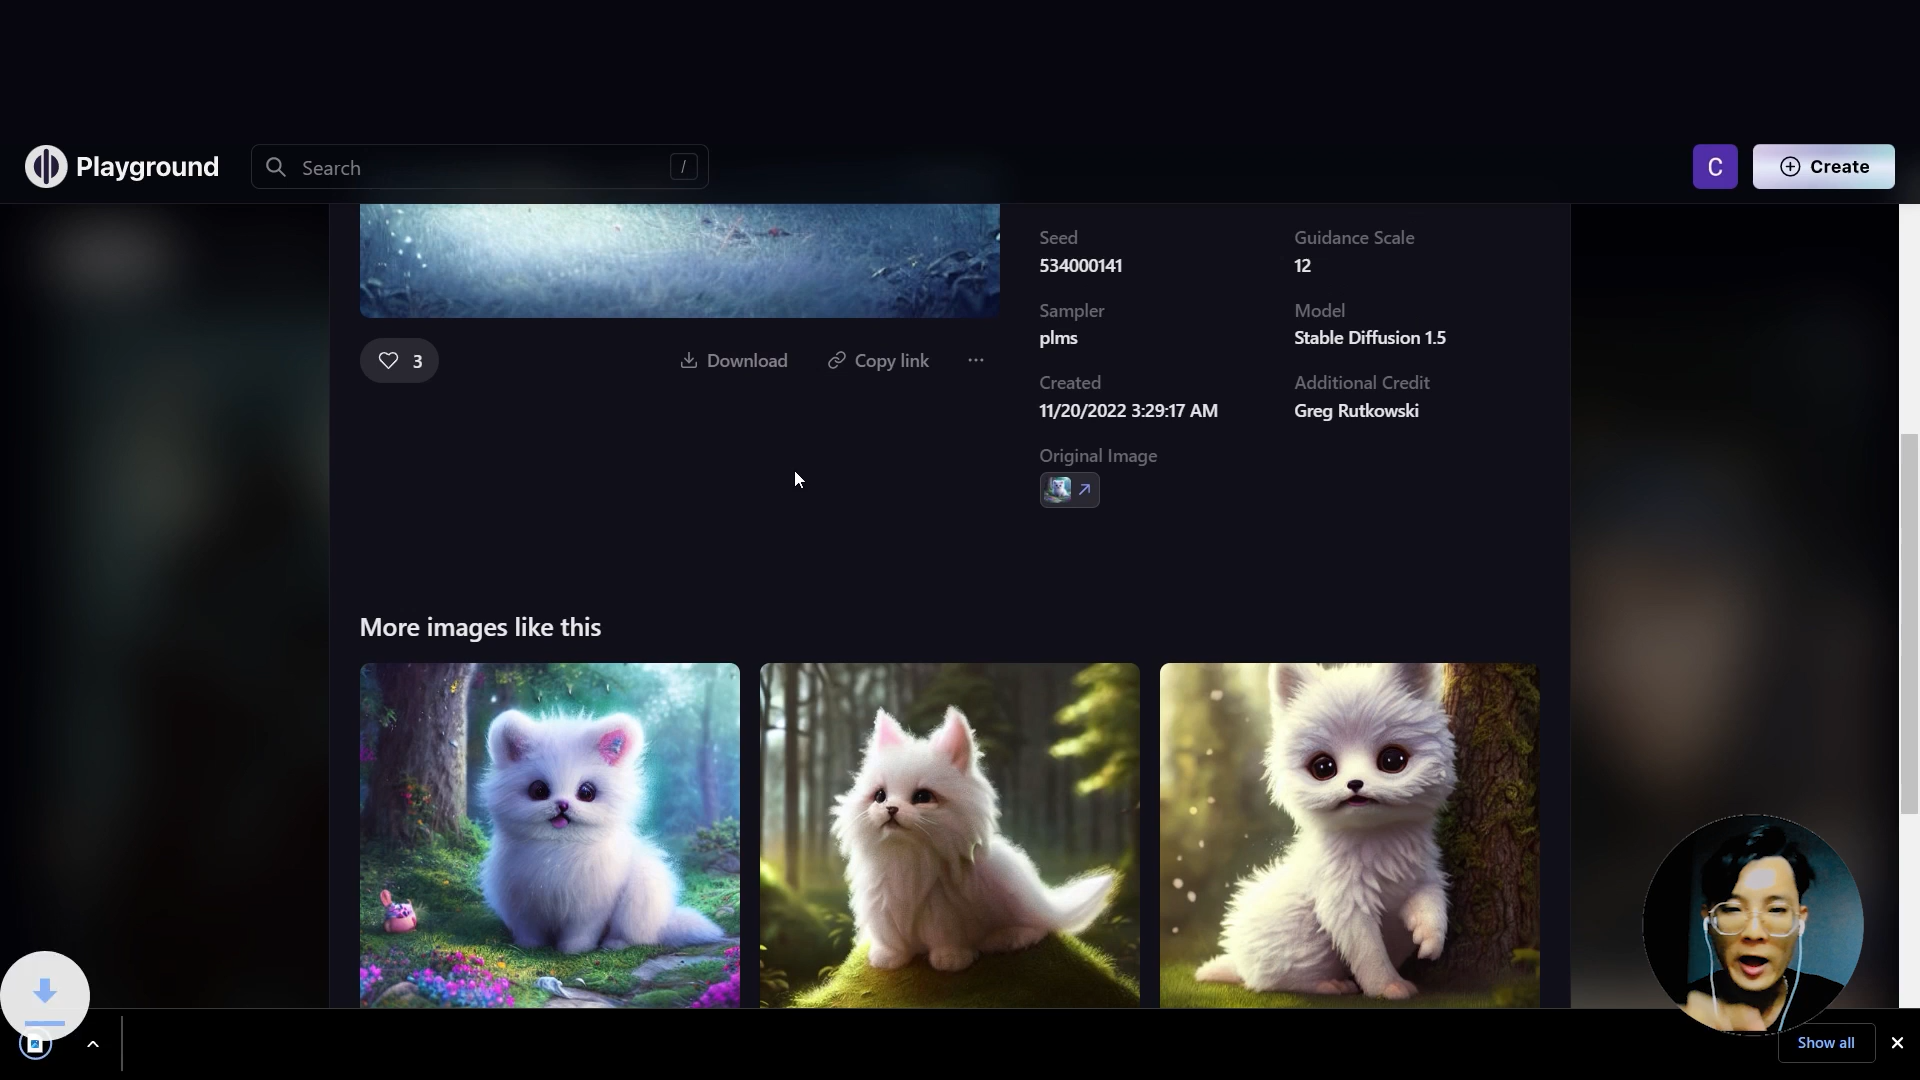 Playground
Search
/
C
Create
Seed
534000141
Guidance Scale
12
Sampler
plms
Model
Stable Diffusion 1.5
Created
11/20/2022 3:29:17 AM
Additional Credit
Greg Rutkowski
Original Image
3
Download
Copy link
More images like this
Show all